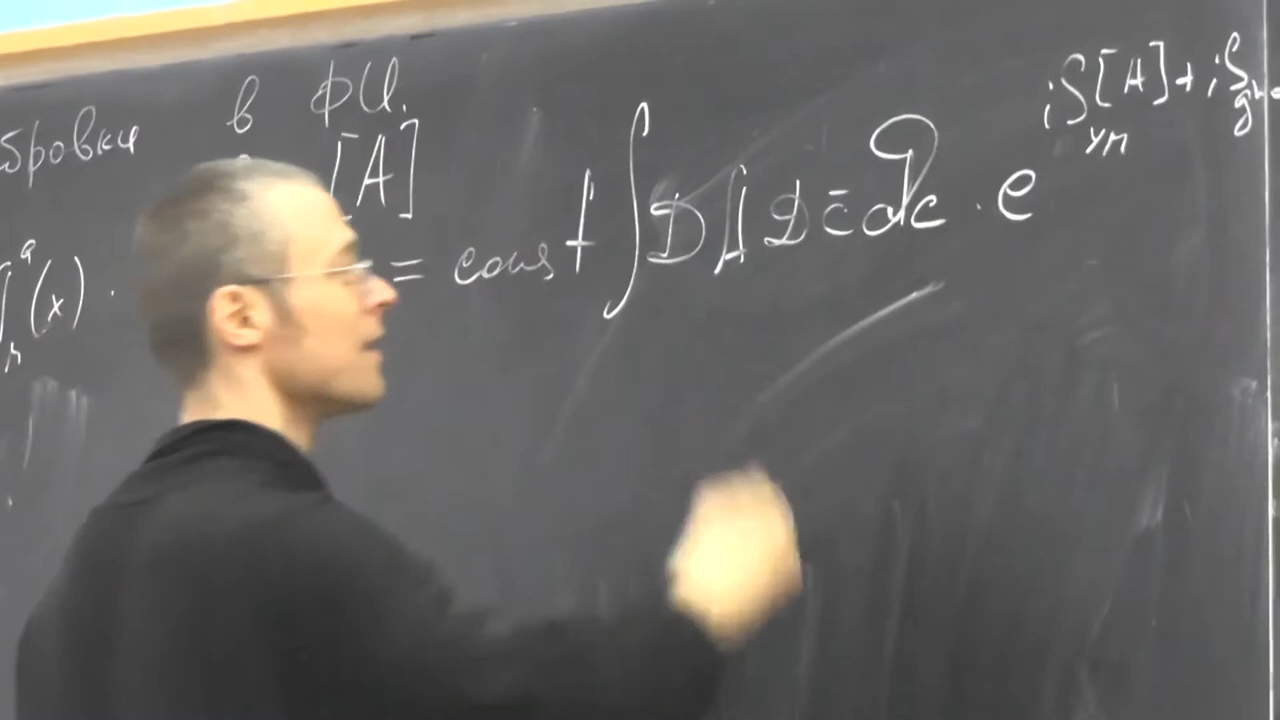 бровки в ФИ.
[A]
(x) · = const ∫ DA Dc̄ Dc · e^{iS_{YM}[A] + iS_{gh}}